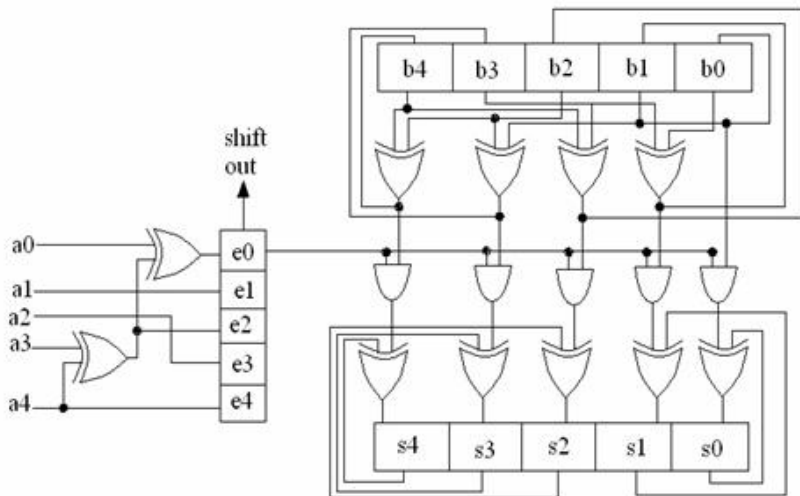 b4 b3 b2 b1 b0
shift
out
a0
e0
a1
e1
a2
e2
a3
e3
a4
e4
s4 s3 s2 s1 s0